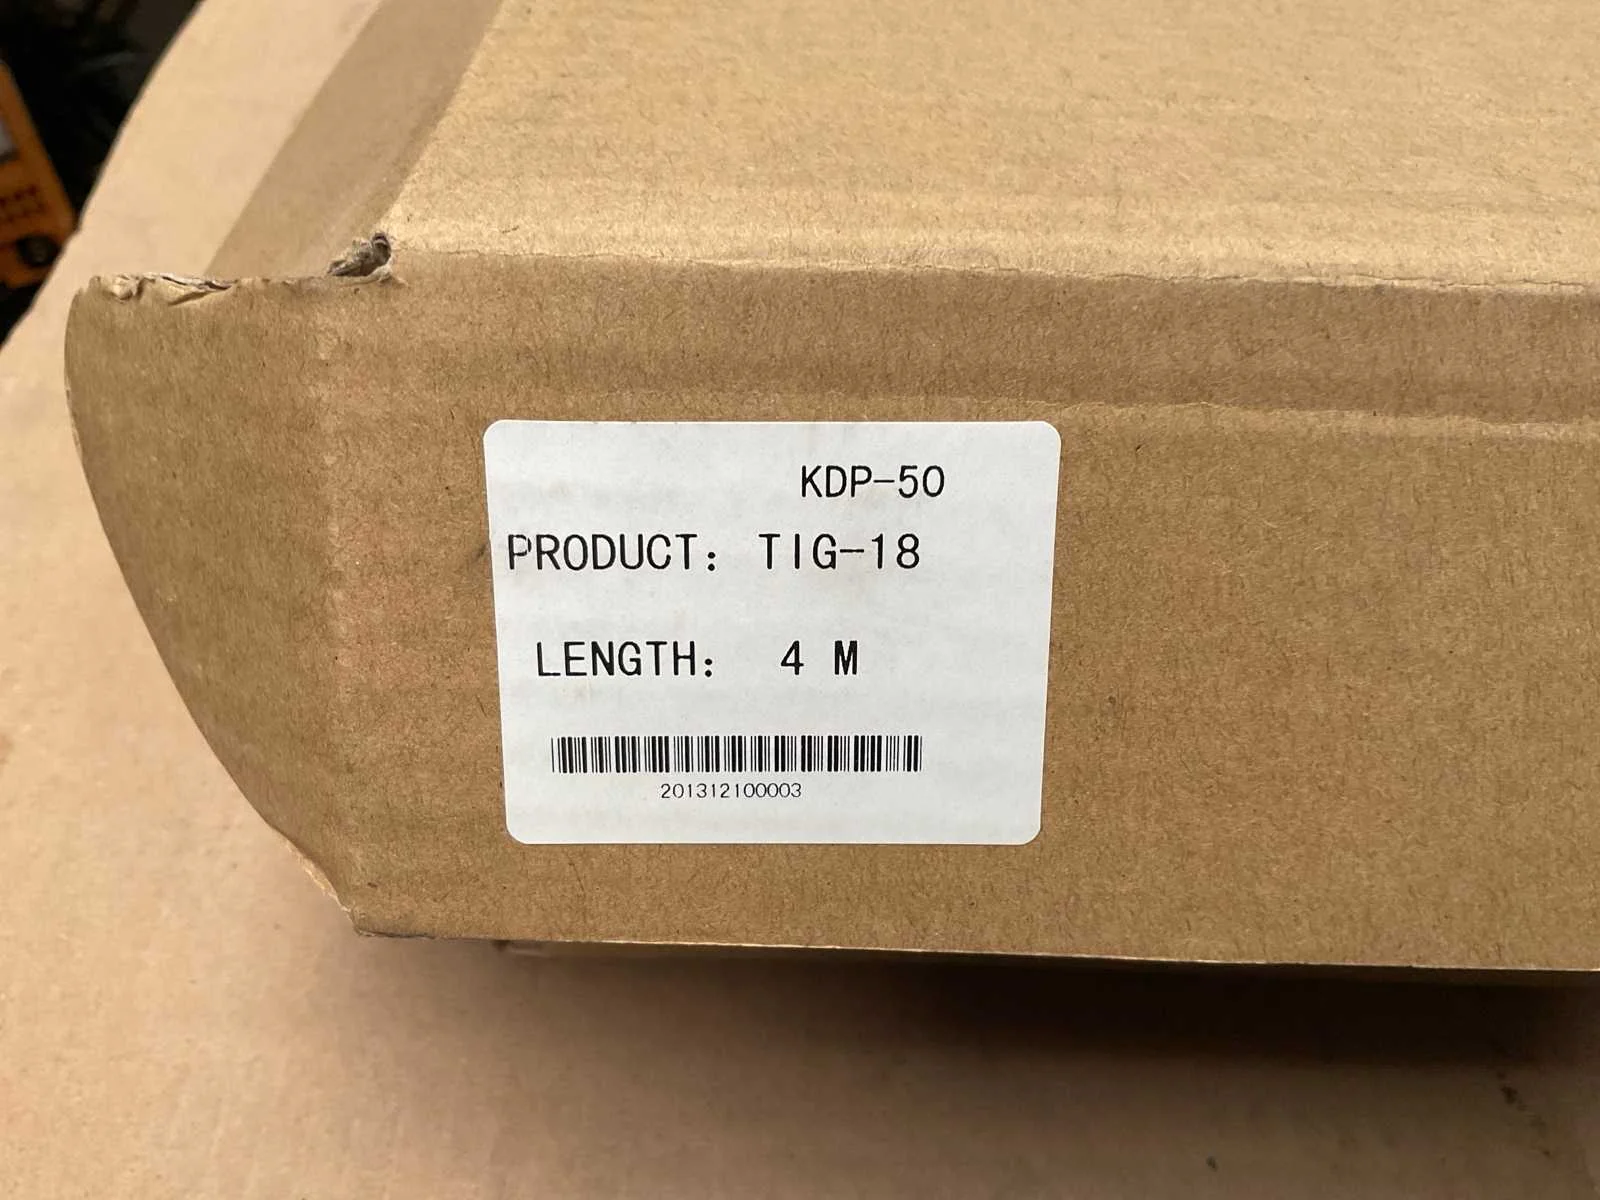 KDP-50
PRODUCT: TIG-18
LENGTH: 4 M
201312100003